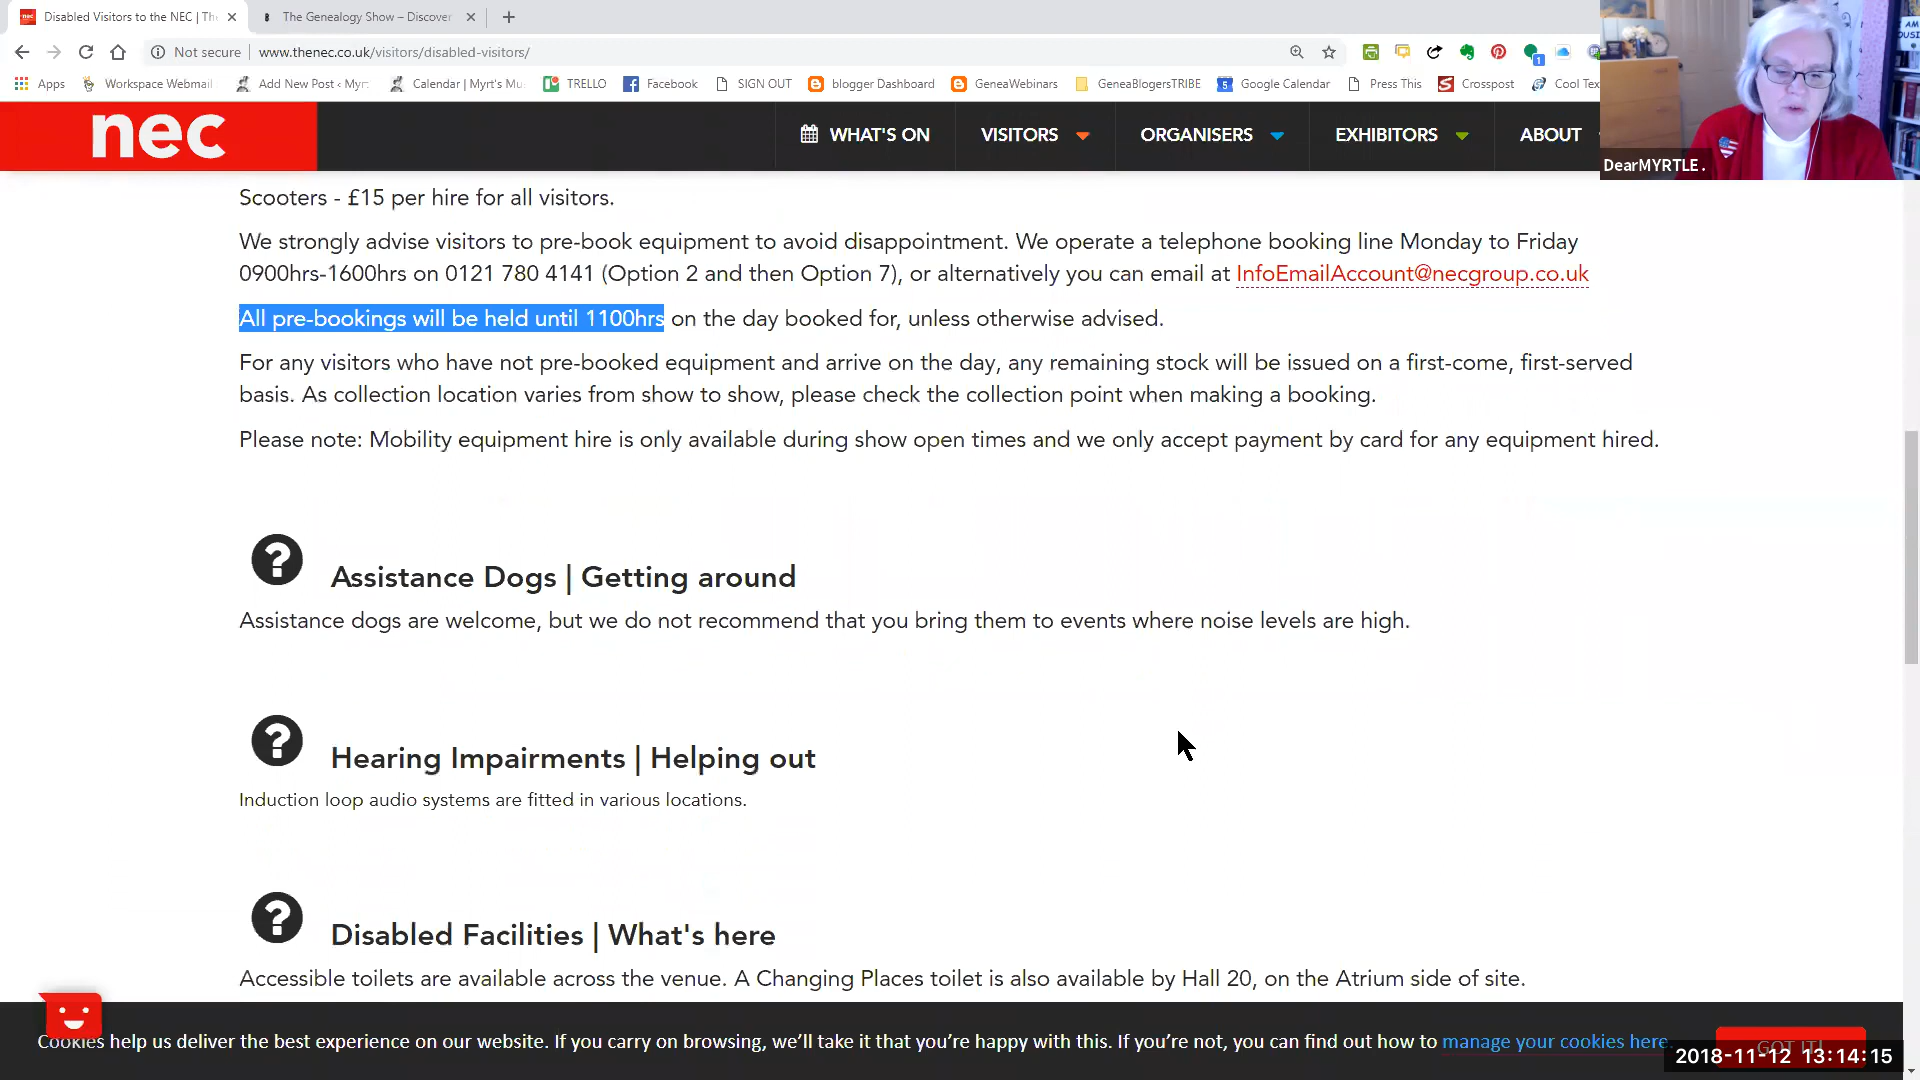 Disabled Visitors to the NEC | Th
The Genealogy Show – Discover
Not secure
www.thenec.co.uk/visitors/disabled-visitors/
Apps
Workspace Webmail
Add New Post ‹ Myrt
Calendar | Myrt's Mu
TRELLO
Facebook
SIGN OUT
blogger Dashboard
GeneaWebinars
GeneaBlogersTRIBE
Google Calendar
Press This
Crosspost
Cool Tex
DearMYRTLE .
nec
WHAT'S ON
VISITORS
ORGANISERS
EXHIBITORS
ABOUT
Scooters - £15 per hire for all visitors.
We strongly advise visitors to pre-book equipment to avoid disappointment. We operate a telephone booking line Monday to Friday
0900hrs-1600hrs on 0121 780 4141 (Option 2 and then Option 7), or alternatively you can email at InfoEmailAccount@necgroup.co.uk
All pre-bookings will be held until 1100hrs on the day booked for, unless otherwise advised.
For any visitors who have not pre-booked equipment and arrive on the day, any remaining stock will be issued on a first-come, first-served
basis. As collection location varies from show to show, please check the collection point when making a booking.
Please note: Mobility equipment hire is only available during show open times and we only accept payment by card for any equipment hired.
Assistance Dogs | Getting around
Assistance dogs are welcome, but we do not recommend that you bring them to events where noise levels are high.
Hearing Impairments | Helping out
Induction loop audio systems are fitted in various locations.
Disabled Facilities | What's here
Accessible toilets are available across the venue. A Changing Places toilet is also available by Hall 20, on the Atrium side of site.
Cookies help us deliver the best experience on our website. If you carry on browsing, we'll take it that you're happy with this. If you're not, you can find out how to manage your cookies here.
GOT IT!
2018-11-12 13:14:15